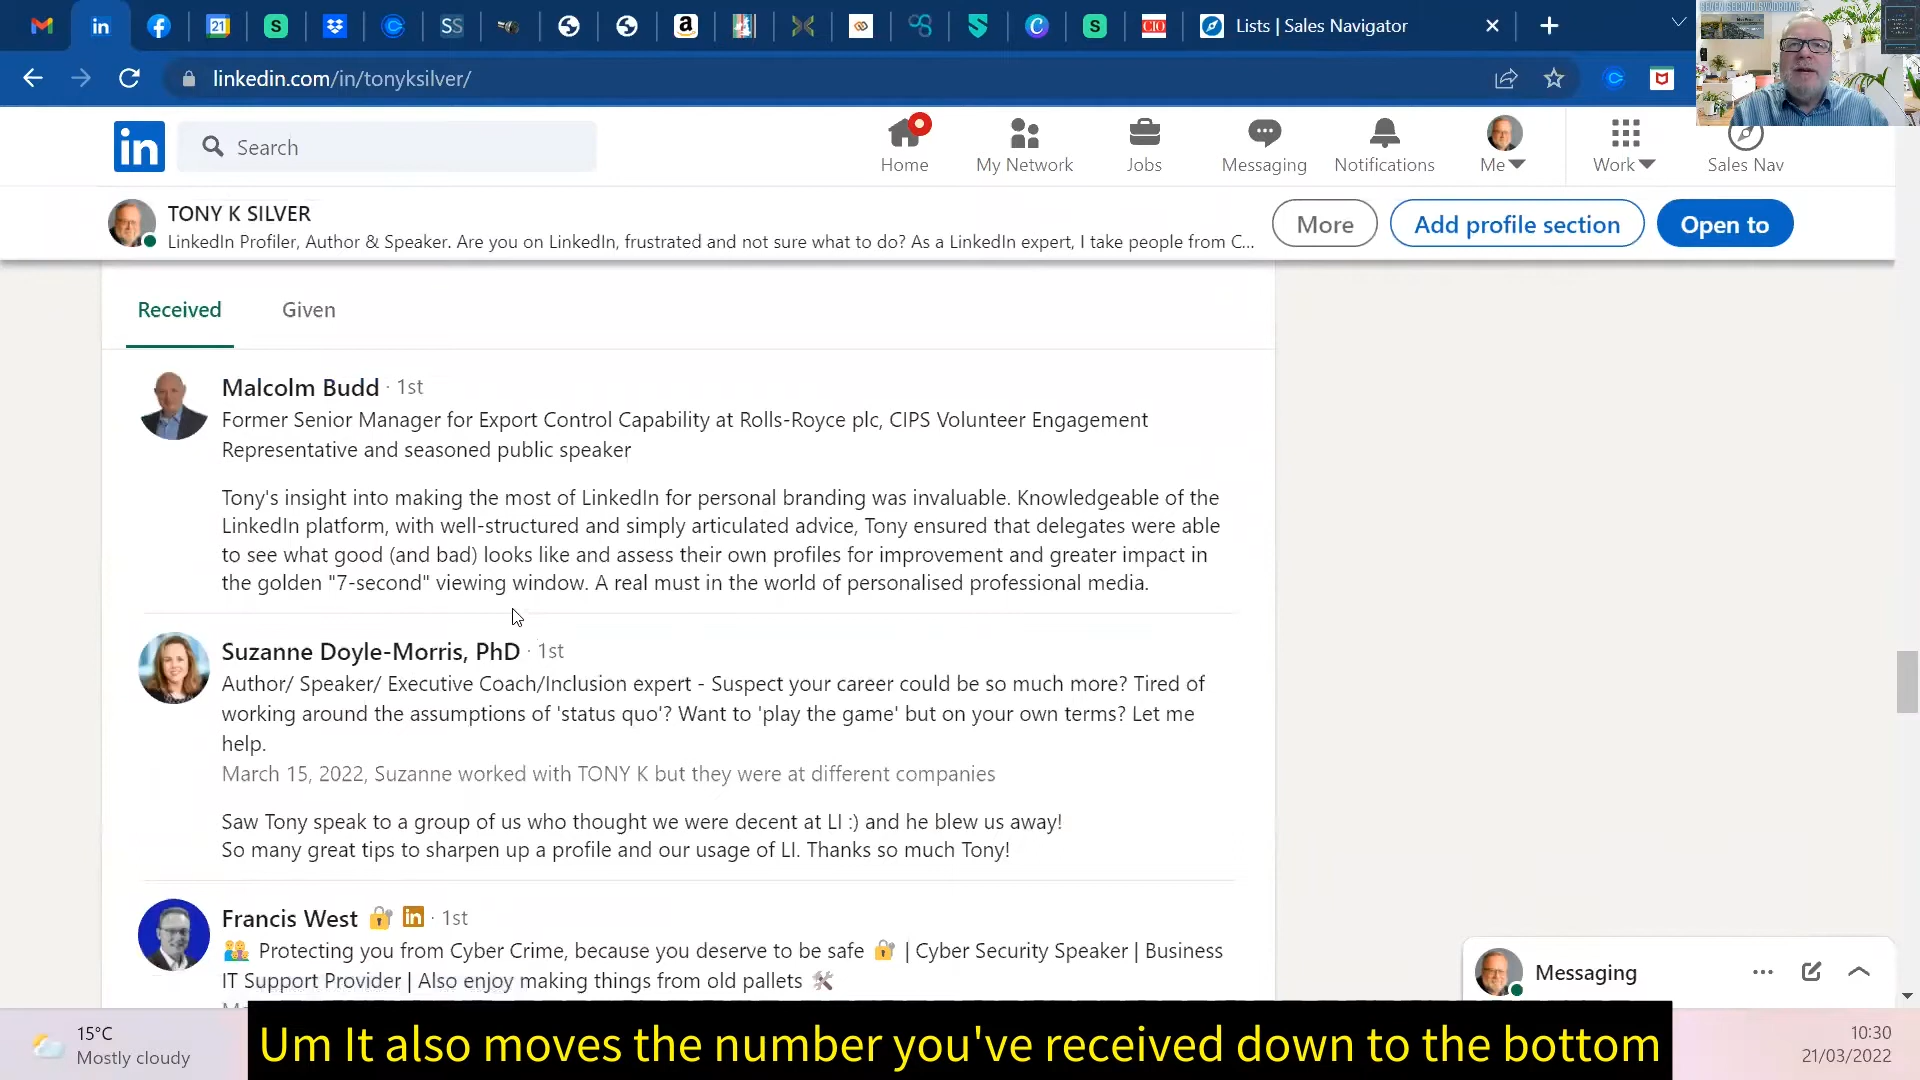 21
CIO
Lists | Sales Navigator
linkedin.com/in/tonyksilver/
Search
Home
My Network
Jobs
Messaging
Notifications
Me
Work
Sales Nav
TONY K SILVER
LinkedIn Profiler, Author & Speaker. Are you on LinkedIn, frustrated and not sure what to do? As a LinkedIn expert, I take people from C...
More
Add profile section
Open to
Received
Given
Malcolm Budd · 1st
Former Senior Manager for Export Control Capability at Rolls-Royce plc, CIPS Volunteer Engagement
Representative and seasoned public speaker
Tony's insight into making the most of LinkedIn for personal branding was invaluable. Knowledgeable of the
LinkedIn platform, with well-structured and simply articulated advice, Tony ensured that delegates were able
to see what good (and bad) looks like and assess their own profiles for improvement and greater impact in
the golden "7-second" viewing window. A real must in the world of personalised professional media.
Suzanne Doyle-Morris, PhD · 1st
Author/ Speaker/ Executive Coach/Inclusion expert - Suspect your career could be so much more? Tired of
working around the assumptions of 'status quo'? Want to 'play the game' but on your own terms? Let me
help.
March 15, 2022, Suzanne worked with TONY K but they were at different companies
Saw Tony speak to a group of us who thought we were decent at LI :) and he blew us away!
So many great tips to sharpen up a profile and our usage of LI. Thanks so much Tony!
Francis West 🔐 in · 1st
👥 Protecting you from Cyber Crime, because you deserve to be safe 🔐 | Cyber Security Speaker | Business
IT Support Provider | Also enjoy making things from old pallets 🛠
Messaging
15°C
Mostly cloudy
Um It also moves the number you've received down to the bottom
10:30
21/03/2022